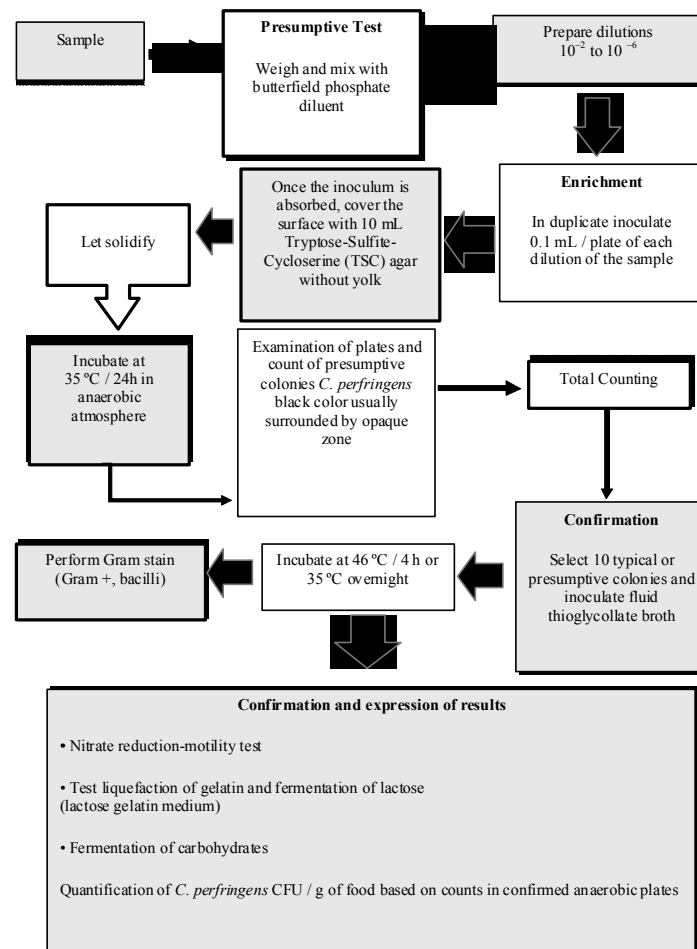 Sample
Presumptive Test
Weigh and mix with
butterfield phosphate
diluent
Prepare dilutions
10⁻² to 10 ⁻⁶
Enrichment
In duplicate inoculate
0.1 mL / plate of each
dilution of the sample
Once the inoculum is
absorbed, cover the
surface with 10 mL
Tryptose-Sulfite-
Cycloserine (TSC) agar
without yolk
Let solidify
Incubate at
35 ºC / 24h in
anaerobic
atmosphere
Examination of plates and
count of presumptive
colonies C. perfringens
black color usually
surrounded by opaque
zone
Total Counting
Confirmation
Select 10 typical or
presumptive colonies and
inoculate fluid
thioglycollate broth
Incubate at 46 ºC / 4 h or
35 ºC overnight
Perform Gram stain
(Gram +, bacilli)
Confirmation and expression of results
• Nitrate reduction-motility test
• Test liquefaction of gelatin and fermentation of lactose
(lactose gelatin medium)
• Fermentation of carbohydrates
Quantification of C. perfringens CFU / g of food based on counts in confirmed anaerobic plates